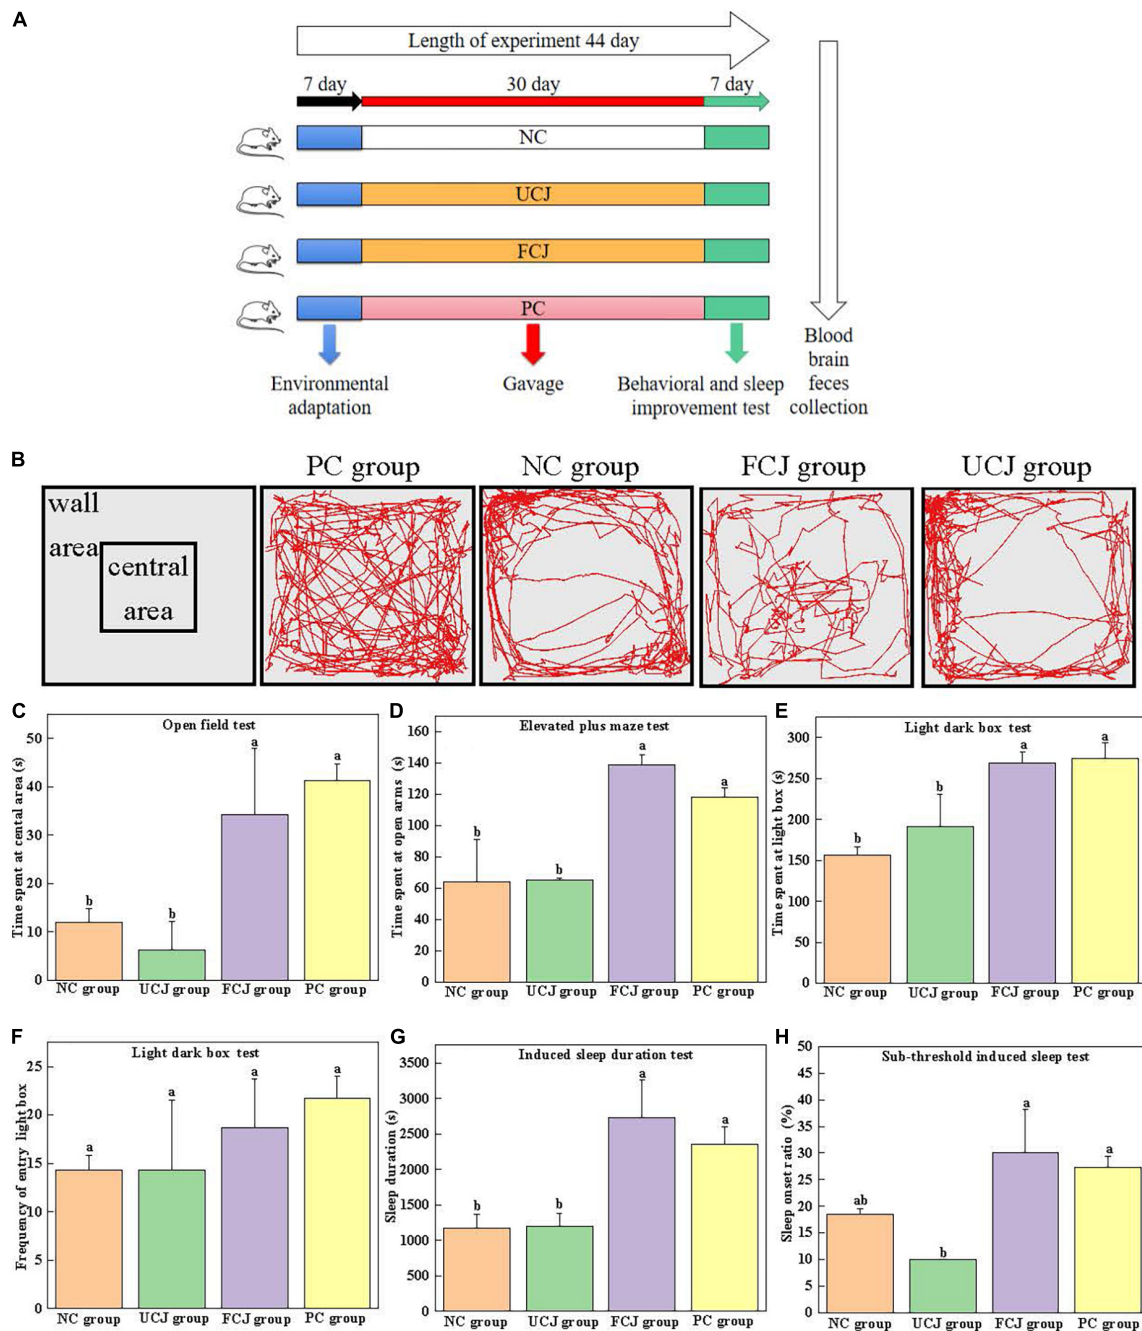 A
Length of experiment 44 day
7 day
30 day
7 day
NC
UCJ
FCJ
PC
Environmental
adaptation
Gavage
Behavioral and sleep
improvement test
Blood
brain
feces
collection
B
PC group
NC group
FCJ group
UCJ group
wall
area
central
area
C
Open field test
Time spent at cental area (s)
50
40
30
20
10
0
b
b
a
a
NC group
UCJ group
FCJ group
PC group
D
Elevated plus maze test
Time spent at open arms (s)
160
140
120
100
80
60
40
20
0
b
b
a
a
NC group
UCJ group
FCJ group
PC group
E
Light dark box test
Time spent at light box (s)
300
250
200
150
100
50
0
b
b
a
a
NC group
UCJ group
FCJ group
PC group
F
Light dark box test
Frequency of entry light box
25
20
15
10
5
0
a
a
a
a
NC group
UCJ group
FCJ group
PC group
G
Induced sleep duration test
Sleep duration (s)
3500
3000
2500
2000
1500
1000
500
0
b
b
a
a
NC group
UCJ group
FCJ group
PC group
H
Sub-threshold induced sleep test
Sleep onset ratio (%)
50
45
40
35
30
25
20
15
10
5
0
ab
b
a
a
NC group
UCJ group
FCJ group
PC group